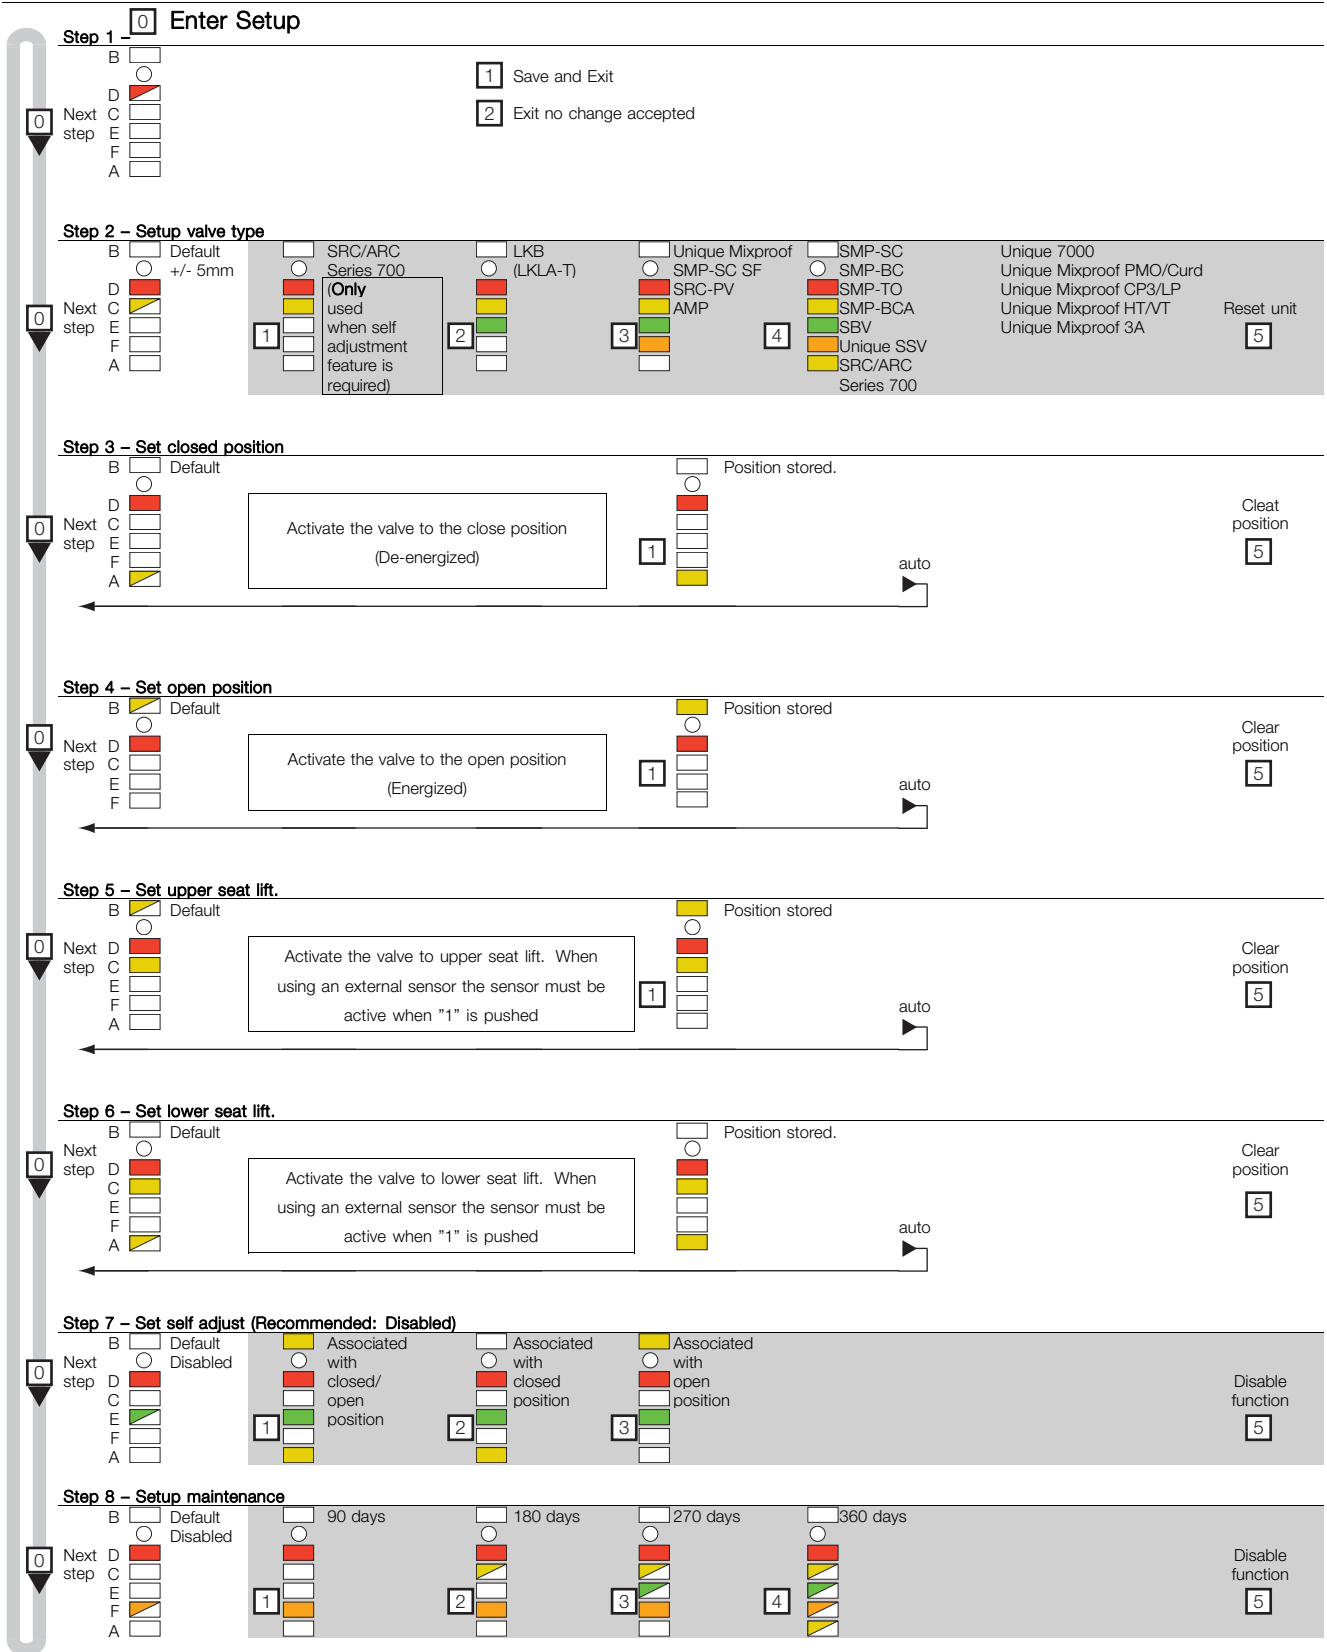 0 Enter Setup
Step 1 –
B
D
Next C
step E
F
A
0
1 Save and Exit
2 Exit no change accepted
Step 2 – Setup valve type
B Default
+/- 5mm
D
Next C
step E
F
A
0
SRC/ARC
Series 700
(Only
used
when self
adjustment
feature is
required)
1
LKB
(LKLA-T)
2
Unique Mixproof
SMP-SC SF
SRC-PV
AMP
3
SMP-SC
SMP-BC
SMP-TO
SMP-BCA
SBV
Unique SSV
SRC/ARC
Series 700
4
Unique 7000
Unique Mixproof PMO/Curd
Unique Mixproof CP3/LP
Unique Mixproof HT/VT
Unique Mixproof 3A
Reset unit
5
Step 3 – Set closed position
B Default
D
Next C
step E
F
A
0
Activate the valve to the close position
(De-energized)
1
Position stored.
auto
Cleat
position
5
Step 4 – Set open position
B Default
Next D
step C
E
F
0
Activate the valve to the open position
(Energized)
1
Position stored
auto
Clear
position
5
Step 5 – Set upper seat lift.
B Default
Next D
step C
E
F
A
0
Activate the valve to upper seat lift. When
using an external sensor the sensor must be
active when ”1” is pushed
1
Position stored
auto
Clear
position
5
Step 6 – Set lower seat lift.
B Default
Next
step D
C
E
F
A
0
Activate the valve to lower seat lift. When
using an external sensor the sensor must be
active when ”1” is pushed
1
Position stored.
auto
Clear
position
5
Step 7 – Set self adjust (Recommended: Disabled)
B Default
Next Disabled
step D
C
E
F
A
0
Associated
with
closed/
open
position
1
Associated
with
closed
position
2
Associated
with
open
position
3
Disable
function
5
Step 8 – Setup maintenance
B Default
Disabled
Next D
step C
E
F
A
0
90 days
1
180 days
2
270 days
3
360 days
4
Disable
function
5